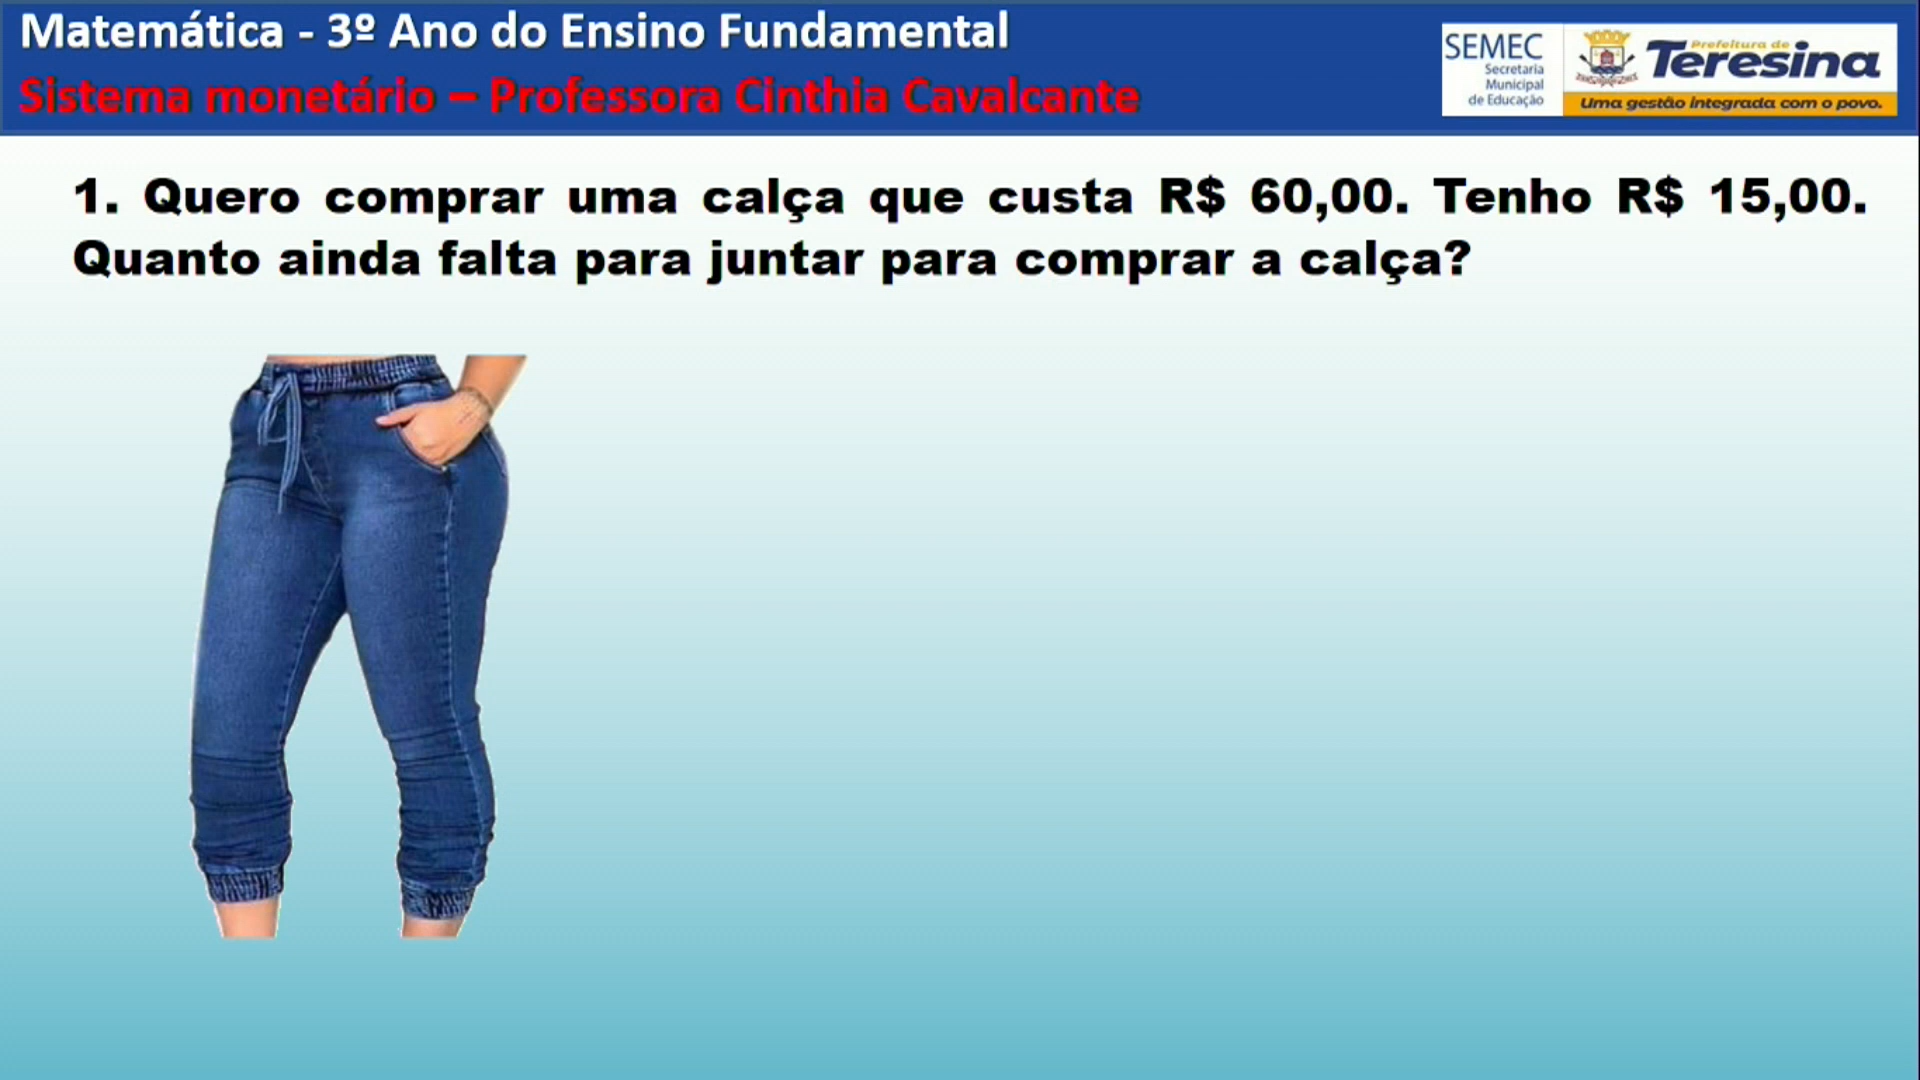 Matemática - 3º Ano do Ensino Fundamental
Sistema monetário – Professora Cinthia Cavalcante
SEMEC
Secretaria
Municipal
de Educação
Prefeitura de
Teresina
Uma gestão integrada com o povo.
1. Quero comprar uma calça que custa R$ 60,00. Tenho R$ 15,00.
Quanto ainda falta para juntar para comprar a calça?